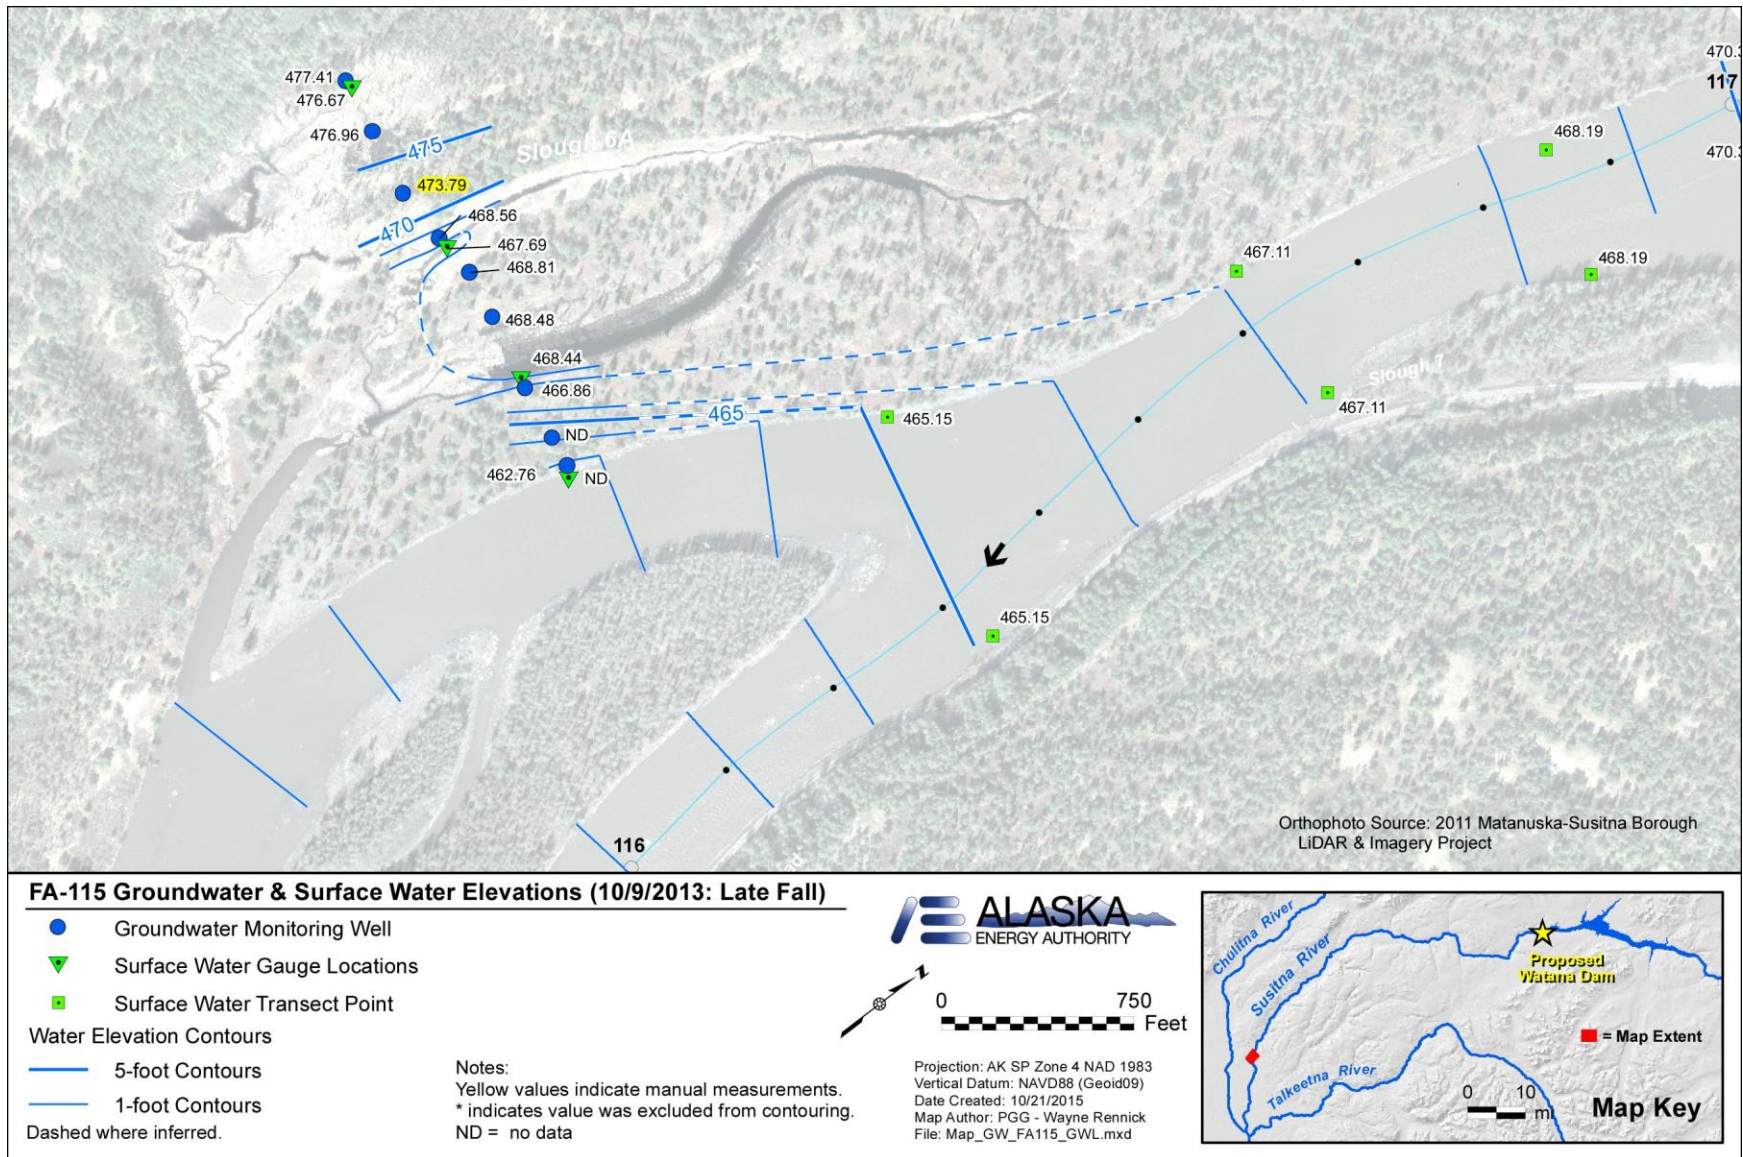 470.3
117
477.41
476.67
468.19
476.96
475
Slough 6A
470.3
473.79
468.56
470
467.69
467.11
468.19
468.81
468.48
468.44
Slough 7
466.86
467.11
465
465.15
ND
462.76
ND
465.15
116
Orthophoto Source: 2011 Matanuska-Susitna Borough
LiDAR & Imagery Project
FA-115 Groundwater & Surface Water Elevations (10/9/2013: Late Fall)
Groundwater Monitoring Well
Surface Water Gauge Locations
Surface Water Transect Point
Water Elevation Contours
5-foot Contours
1-foot Contours
Dashed where inferred.
Notes:
Yellow values indicate manual measurements.
* indicates value was excluded from contouring.
ND = no data
ALASKA
ENERGY AUTHORITY
N
0 750
Feet
Projection: AK SP Zone 4 NAD 1983
Vertical Datum: NAVD88 (Geoid09)
Date Created: 10/21/2015
Map Author: PGG - Wayne Rennick
File: Map_GW_FA115_GWL.mxd
Chulitna River
Susitna River
Proposed
Watana Dam
= Map Extent
Talkeetna River
0 10
mi
Map Key